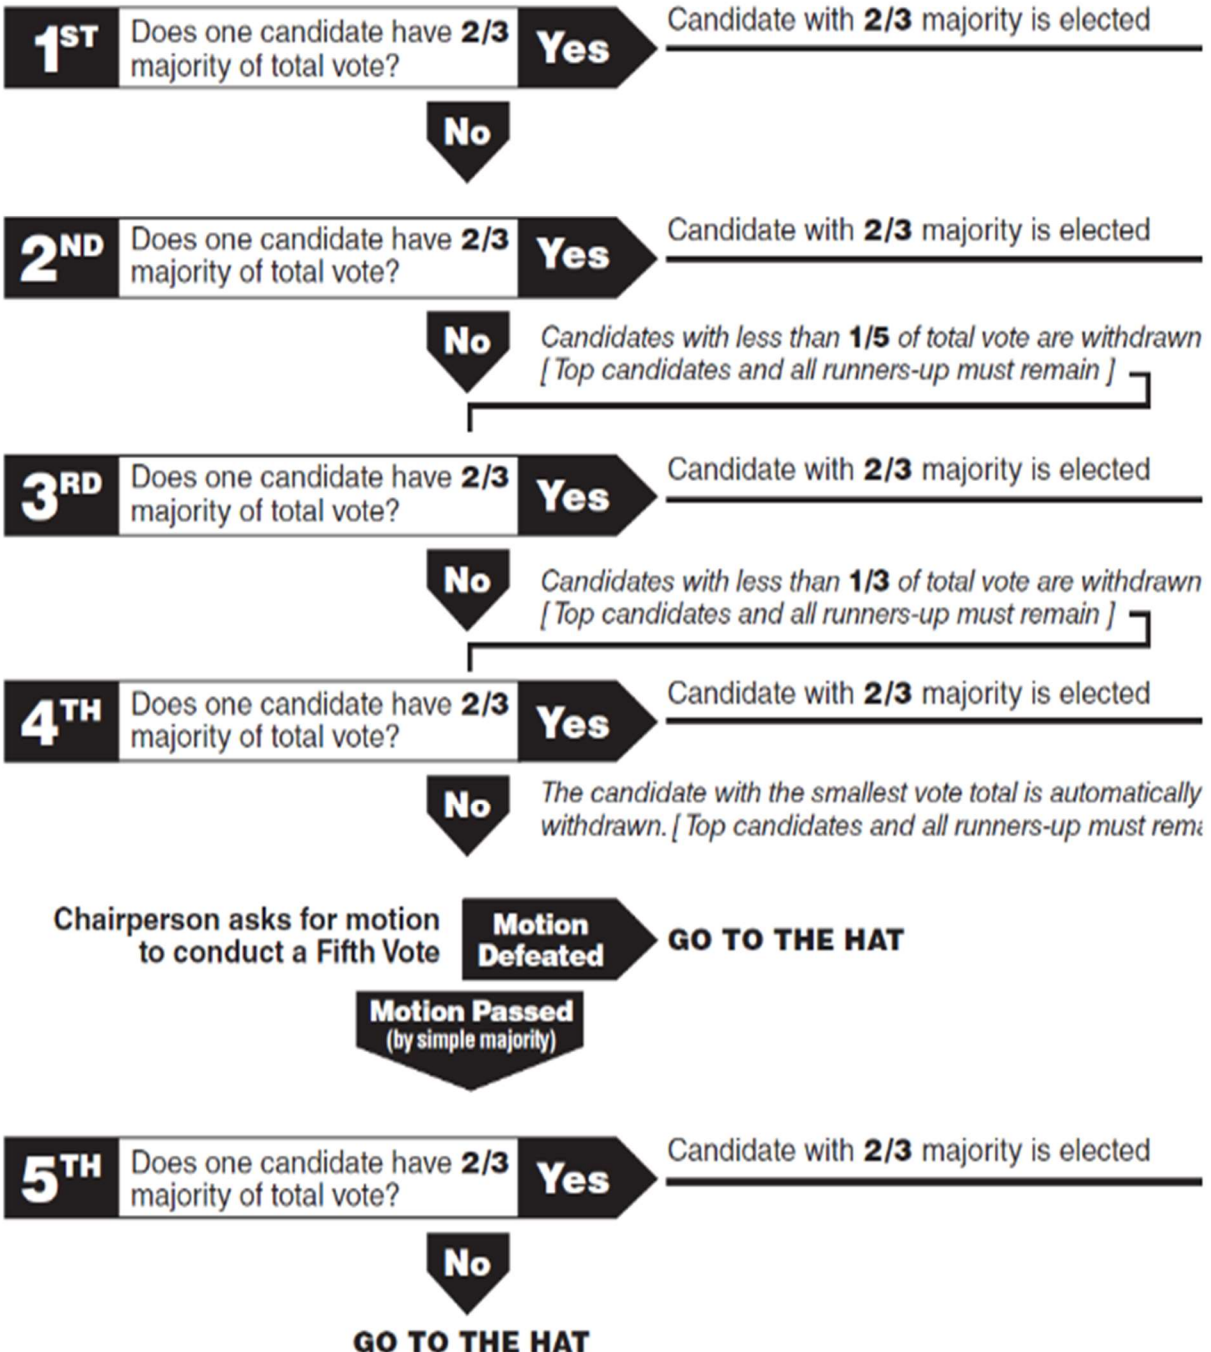 1ST Does one candidate have 2/3 Yes Candidate with 2/3 majority is elected
majority of total vote?
No
2ND Does one candidate have 2/3 Yes Candidate with 2/3 majority is elected
majority of total vote?
No Candidates with less than 1/5 of total vote are withdrawn
[ Top candidates and all runners-up must remain ]
3RD Does one candidate have 2/3 Yes Candidate with 2/3 majority is elected
majority of total vote?
No Candidates with less than 1/3 of total vote are withdrawn
[ Top candidates and all runners-up must remain ]
4TH Does one candidate have 2/3 Yes Candidate with 2/3 majority is elected
majority of total vote?
No The candidate with the smallest vote total is automatically
withdrawn. [ Top candidates and all runners-up must
Chairperson asks for motion
to conduct a Fifth Vote
Motion
Defeated
GO TO THE HAT
Motion Passed
(by simple majority)
5TH Does one candidate have 2/3 Yes Candidate with 2/3 majority is elected
majority of total vote?
No
GO TO THE HAT